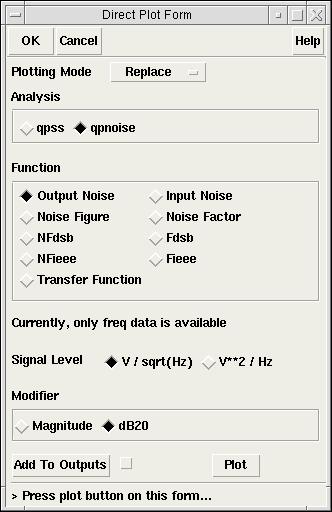 Direct Plot Form
OK Cancel Help
Plotting Mode Replace
Analysis
qpss qpnoise
Function
Output Noise Input Noise
Noise Figure Noise Factor
NFdsb Fdsb
NFieee Fieee
Transfer Function
Currently, only freq data is available
Signal Level V / sqrt(Hz) V**2 / Hz
Modifier
Magnitude dB20
Add To Outputs Plot
> Press plot button on this form...